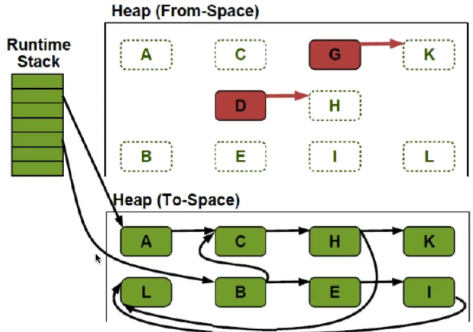 Heap (From-Space)
Runtime
Stack
A C G K
D H
B E I L
Heap (To-Space)
A C H K
L B E I